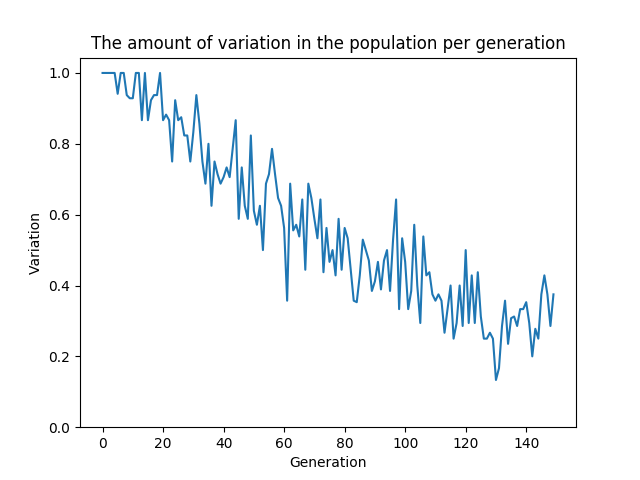 The amount of variation in the population per generation
1.0
0.8
0.6
0.4
0.2
0.0
Variation
0 20 40 60 80 100 120 140
Generation